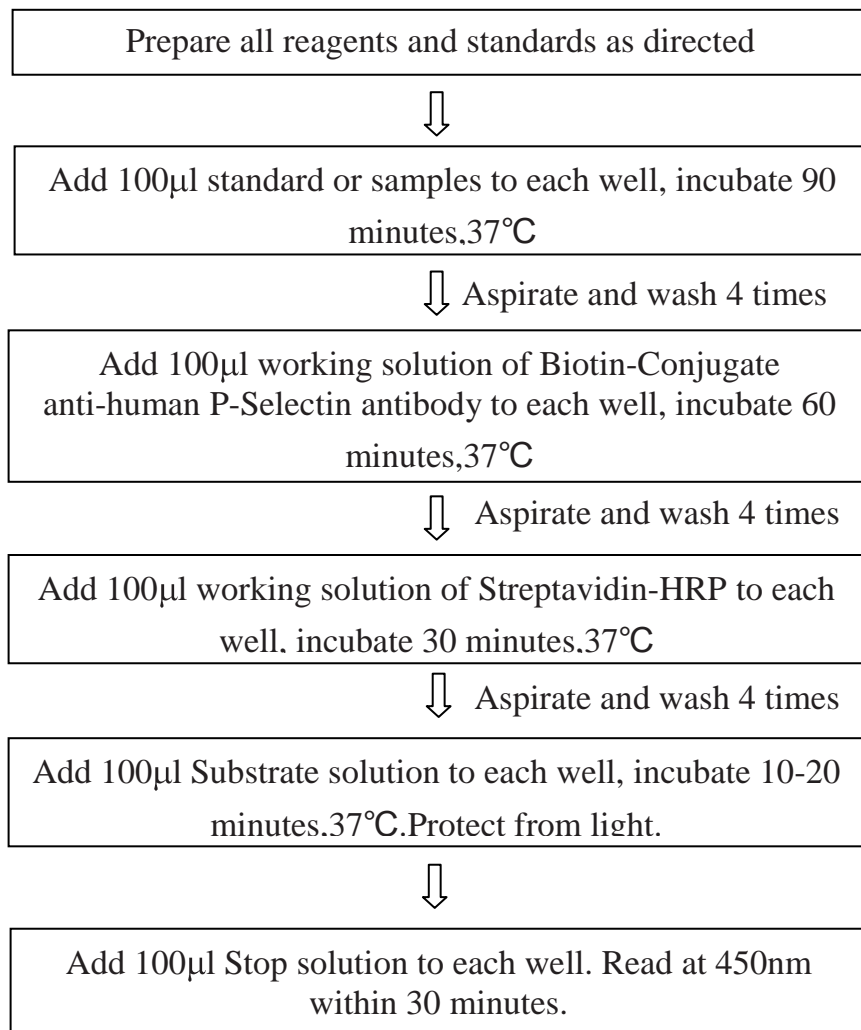 Prepare all reagents and standards as directed
Add 100μl standard or samples to each well, incubate 90
minutes,37℃
Aspirate and wash 4 times
Add 100μl working solution of Biotin-Conjugate
anti-human P-Selectin antibody to each well, incubate 60
minutes,37℃
Aspirate and wash 4 times
Add 100μl working solution of Streptavidin-HRP to each
well, incubate 30 minutes,37℃
Aspirate and wash 4 times
Add 100μl Substrate solution to each well, incubate 10-20
minutes,37℃.Protect from light.
Add 100μl Stop solution to each well. Read at 450nm
within 30 minutes.